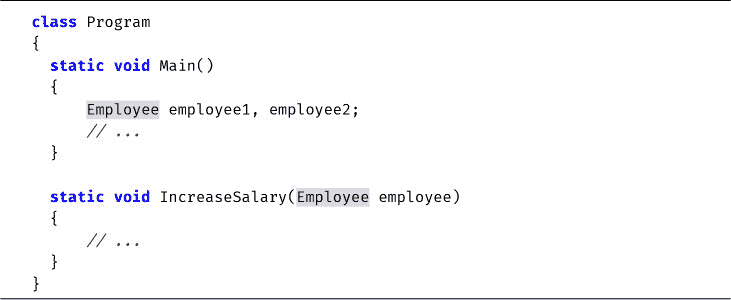 class Program
{
static void Main()
{
Employee employee1, employee2;
// ...
}
static void IncreaseSalary(Employee employee)
{
// ...
}
}